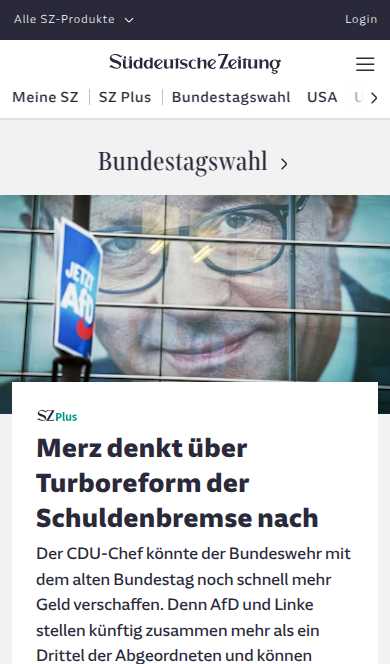 Alle SZ-Produkte
Login
Süddeutsche Zeitung
Meine SZ | SZ Plus | Bundestagswahl USA U
Bundestagswahl
JETZT
AfD
SZ Plus
Merz denkt über
Turboreform der
Schuldenbremse nach
Der CDU-Chef könnte der Bundeswehr mit
dem alten Bundestag noch schnell mehr
Geld verschaffen. Denn AfD und Linke
stellen künftig zusammen mehr als ein
Drittel der Abgeordneten und können